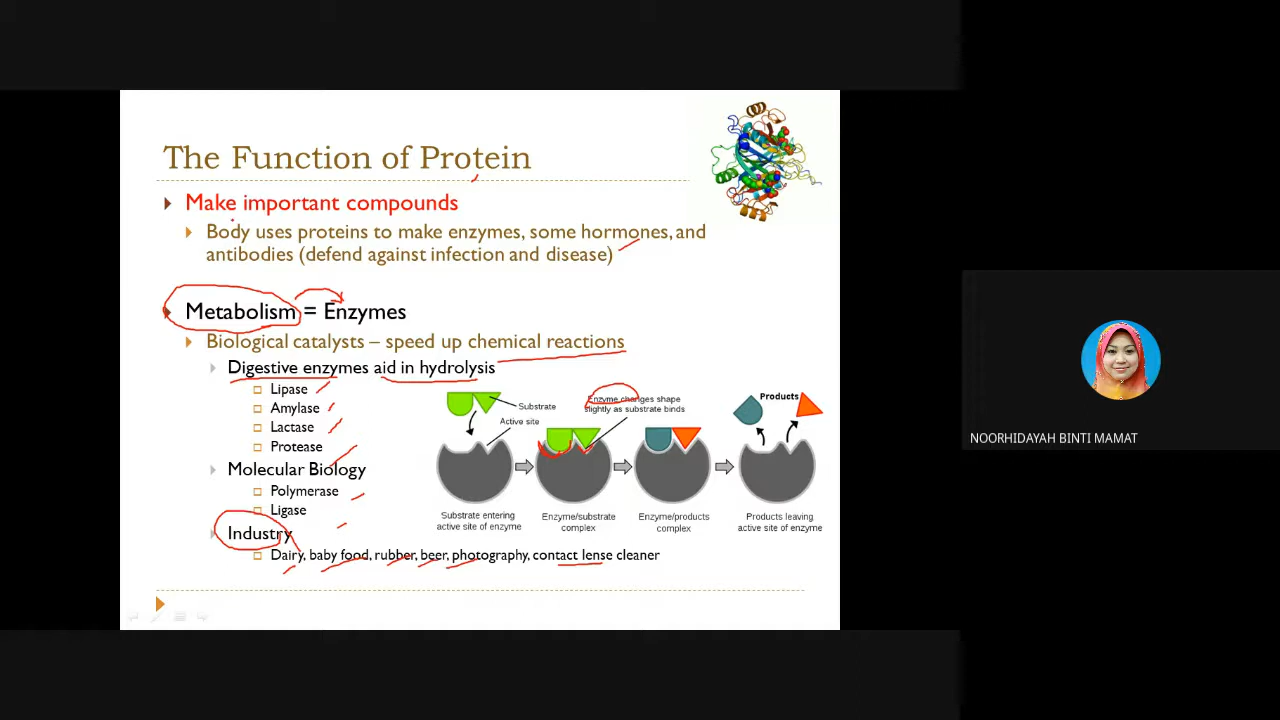 The Function of Protein
Make important compounds
Body uses proteins to make enzymes, some hormones, and
antibodies (defend against infection and disease)
Metabolism = Enzymes
Biological catalysts – speed up chemical reactions
Digestive enzymes aid in hydrolysis
Lipase
Amylase
Lactase
Protease
Molecular Biology
Polymerase
Ligase
Industry
Dairy, baby food, rubber, beer, photography, contact lense cleaner
Substrate
Active site
Enzyme changes shape
slightly as substrate binds
Products
Substrate entering
active site of enzyme
Enzyme/substrate
complex
Enzyme/products
complex
Products leaving
active site of enzyme
NOORHIDAYAH BINTI MAMAT